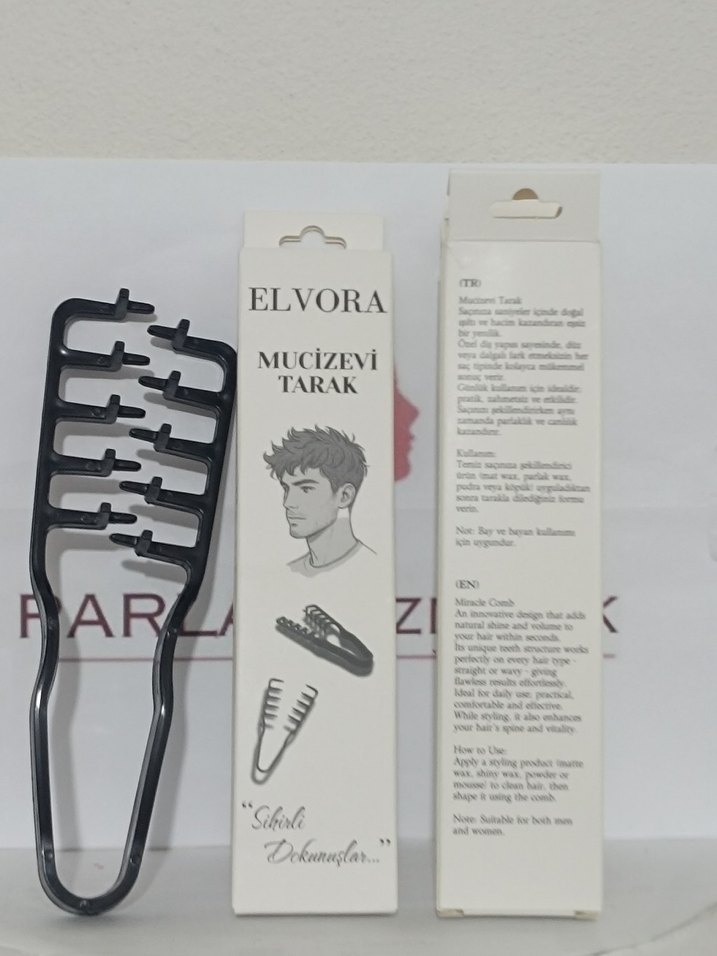 ELVORA
MUCİZEVİ
TARAK
“Sihirli
Dokunuşlar...”
(TR)
Mucizevi Tarak
Saçınıza saniyeler içinde doğal
ışıltı ve hacim kazandıran eşsiz
bir yenilik.
Özel diş yapısı sayesinde, düz
veya dalgalı fark etmeksizin her
saç tipinde kolayca mükemmel
sonuç verir.
Günlük kullanım için idealdir;
pratik, zahmetsiz ve etkilidir.
Saçınızı şekillendirirken aynı
zamanda parlaklık ve canlılık
kazandırır.
Kullanım:
Temiz saçınıza şekillendirici
ürün (mat wax, parlak wax,
pudra veya köpük) uyguladıktan
sonra tarakla dilediğiniz formu
verin.
Not: Bay ve bayan kullanımı
için uygundur.
(EN)
Miracle Comb
An innovative design that adds
natural shine and volume to
your hair within seconds.
Its unique teeth structure works
perfectly on every hair type -
straight or wavy - giving
flawless results effortlessly.
Ideal for daily use: practical,
comfortable and effective.
While styling, it also enhances
your hair's spine and vitality.
How to Use:
Apply a styling product (matte
wax, shiny wax, powder or
mousse) to clean hair, then
shape it using the comb.
Note: Suitable for both men
and women.